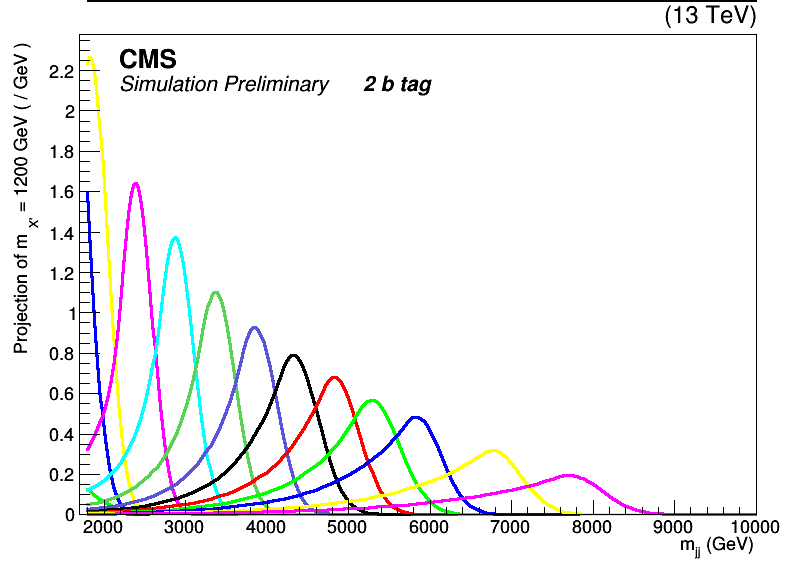 (13 TeV)
CMS
Simulation Preliminary 2 b tag
Projection of m_X' = 1200 GeV ( / GeV )
2.2
2
1.8
1.6
1.4
1.2
1
0.8
0.6
0.4
0.2
0
2000 3000 4000 5000 6000 7000 8000 9000 10000
m_jj (GeV)